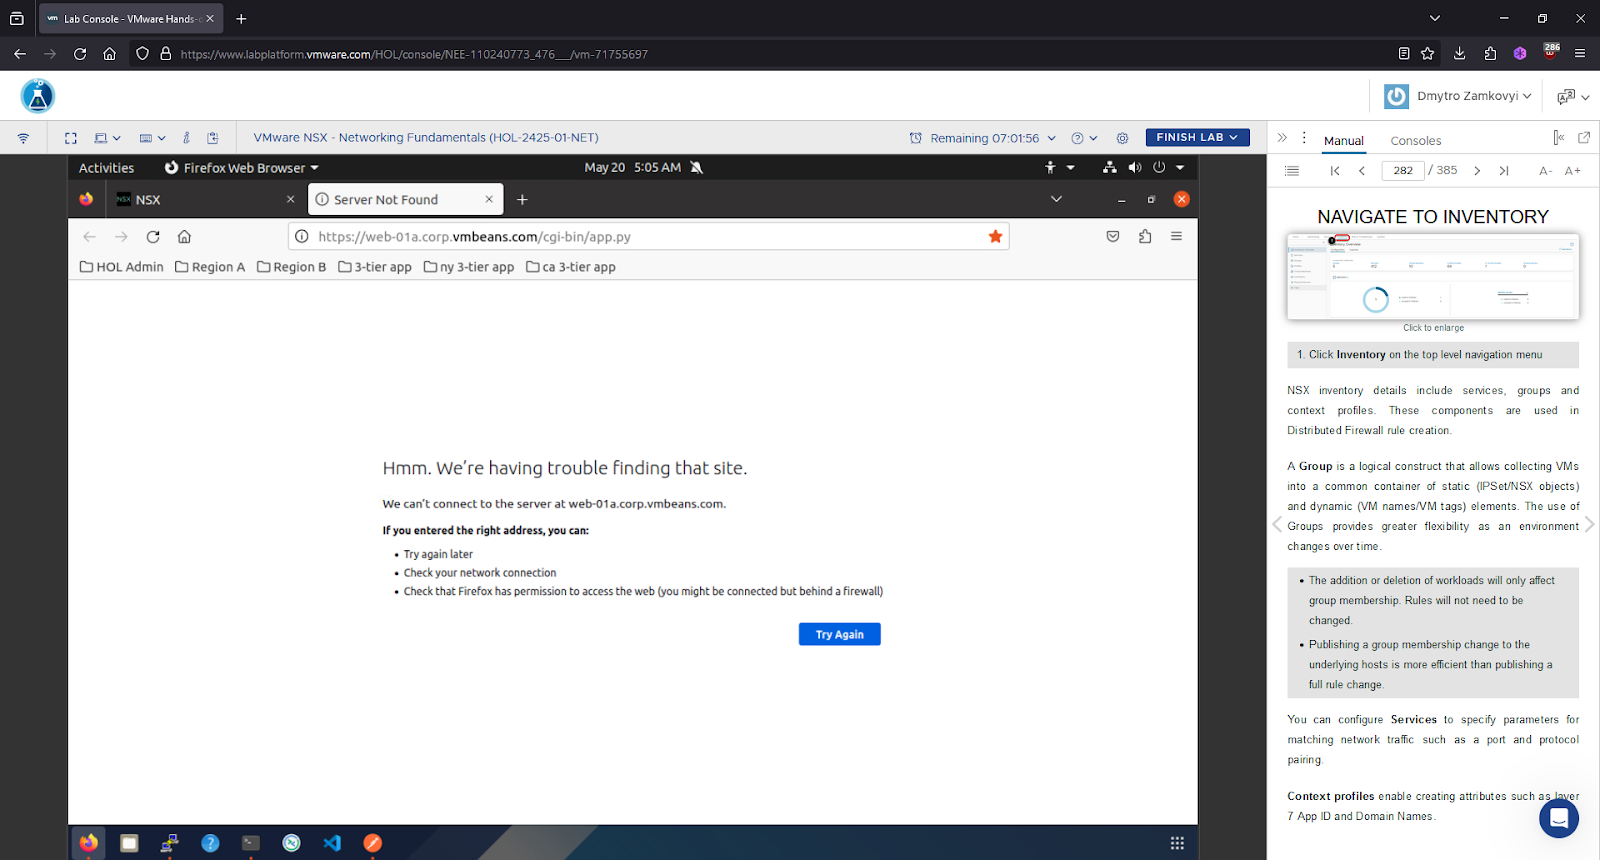 vm Lab Console - VMware Hands-
https://www.labplatform.vmware.com/HOL/console/NEE-110240773_476___/vm-71755697
286
Dmytro Zamkovyi
VMware NSX - Networking Fundamentals (HOL-2425-01-NET)
Remaining 07:01:56
FINISH LAB
Manual
Consoles
Activities
Firefox Web Browser
May 20 5:05 AM
282 / 385
A- A+
NSX NSX
Server Not Found
https://web-01a.corp.vmbeans.com/cgi-bin/app.py
HOL Admin Region A Region B 3-tier app ny 3-tier app ca 3-tier app
Hmm. We're having trouble finding that site.
We can't connect to the server at web-01a.corp.vmbeans.com.
If you entered the right address, you can:
• Try again later
• Check your network connection
• Check that Firefox has permission to access the web (you might be connected but behind a firewall)
Try Again
NAVIGATE TO INVENTORY
Click to enlarge
1. Click Inventory on the top level navigation menu
NSX inventory details include services, groups and
context profiles. These components are used in
Distributed Firewall rule creation.
A Group is a logical construct that allows collecting VMs
into a common container of static (IPSet/NSX objects)
and dynamic (VM names/VM tags) elements. The use of
Groups provides greater flexibility as an environment
changes over time.
• The addition or deletion of workloads will only affect
group membership. Rules will not need to be
changed.
• Publishing a group membership change to the
underlying hosts is more efficient than publishing a
full rule change.
You can configure Services to specify parameters for
matching network traffic such as a port and protocol
pairing.
Context profiles enable creating attributes such as layer
7 App ID and Domain Names.